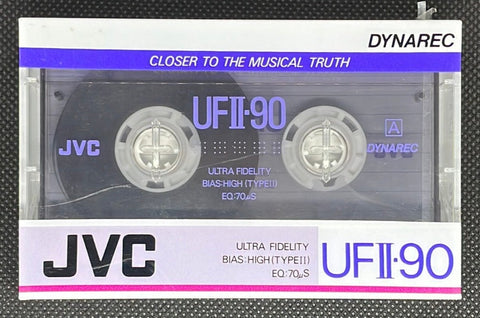 DYNAREC
CLOSER TO THE MUSICAL TRUTH
UFII·90
A
JVC
DYNAREC
ULTRA FIDELITY
BIAS:HIGH (TYPEII)
EQ:70μS
JVC
ULTRA FIDELITY
BIAS:HIGH (TYPEII)
EQ:70μS
UFII·90